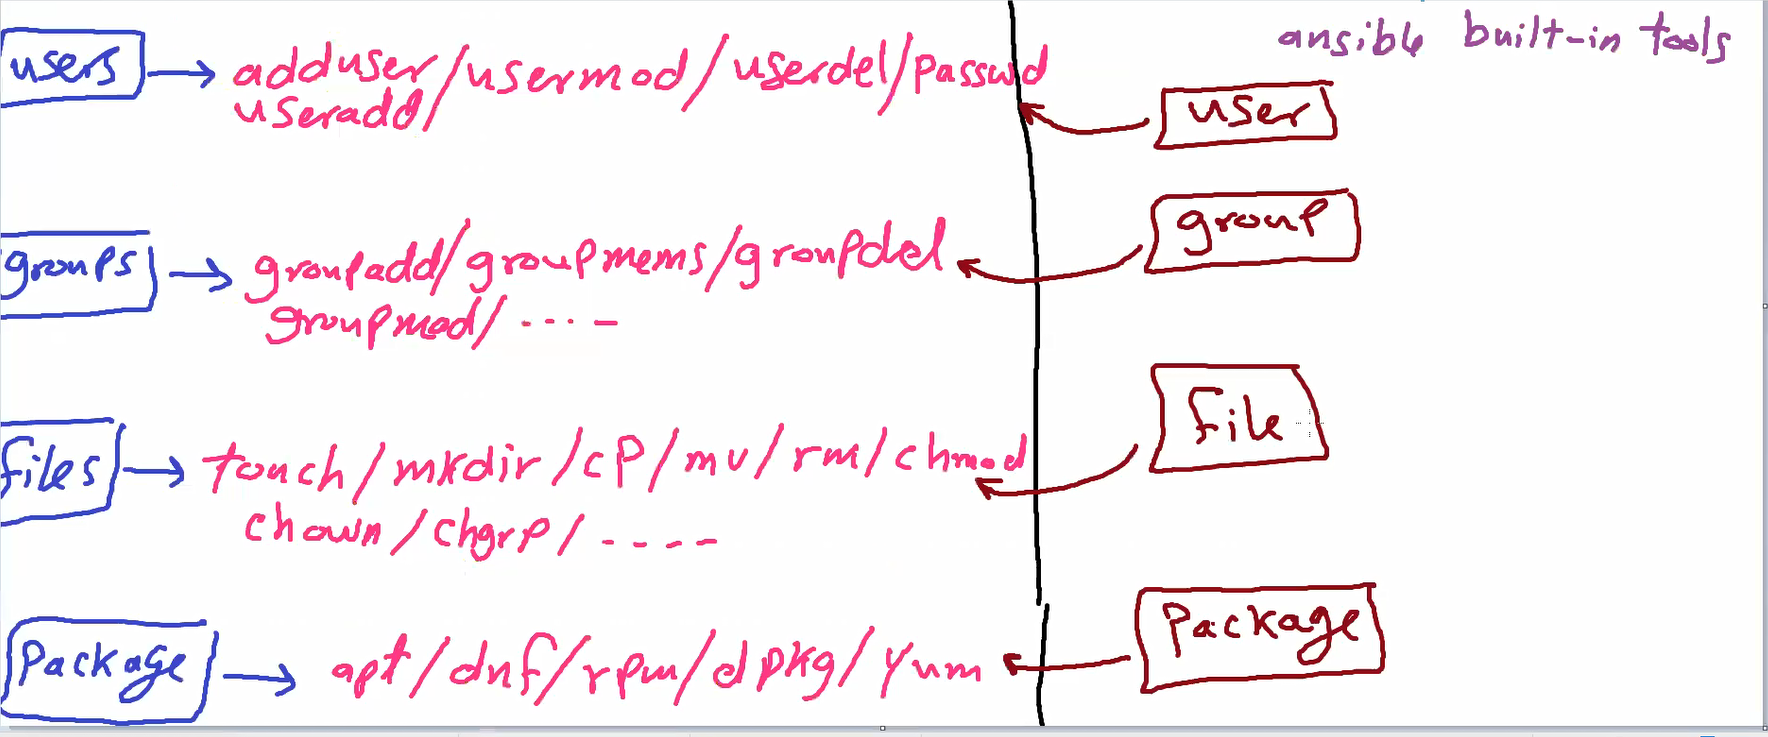 ansible built-in tools
users → adduser/usermod/userdel/passwd
useradd/
user
groups → groupadd/groupmems/groupdel
groupmod/ ....–
group
files → touch/mkdir/cp/mv/rm/chmod
chown/chgrp/ ----
file
Package → apt/dnf/rpm/dpkg/yum
Package